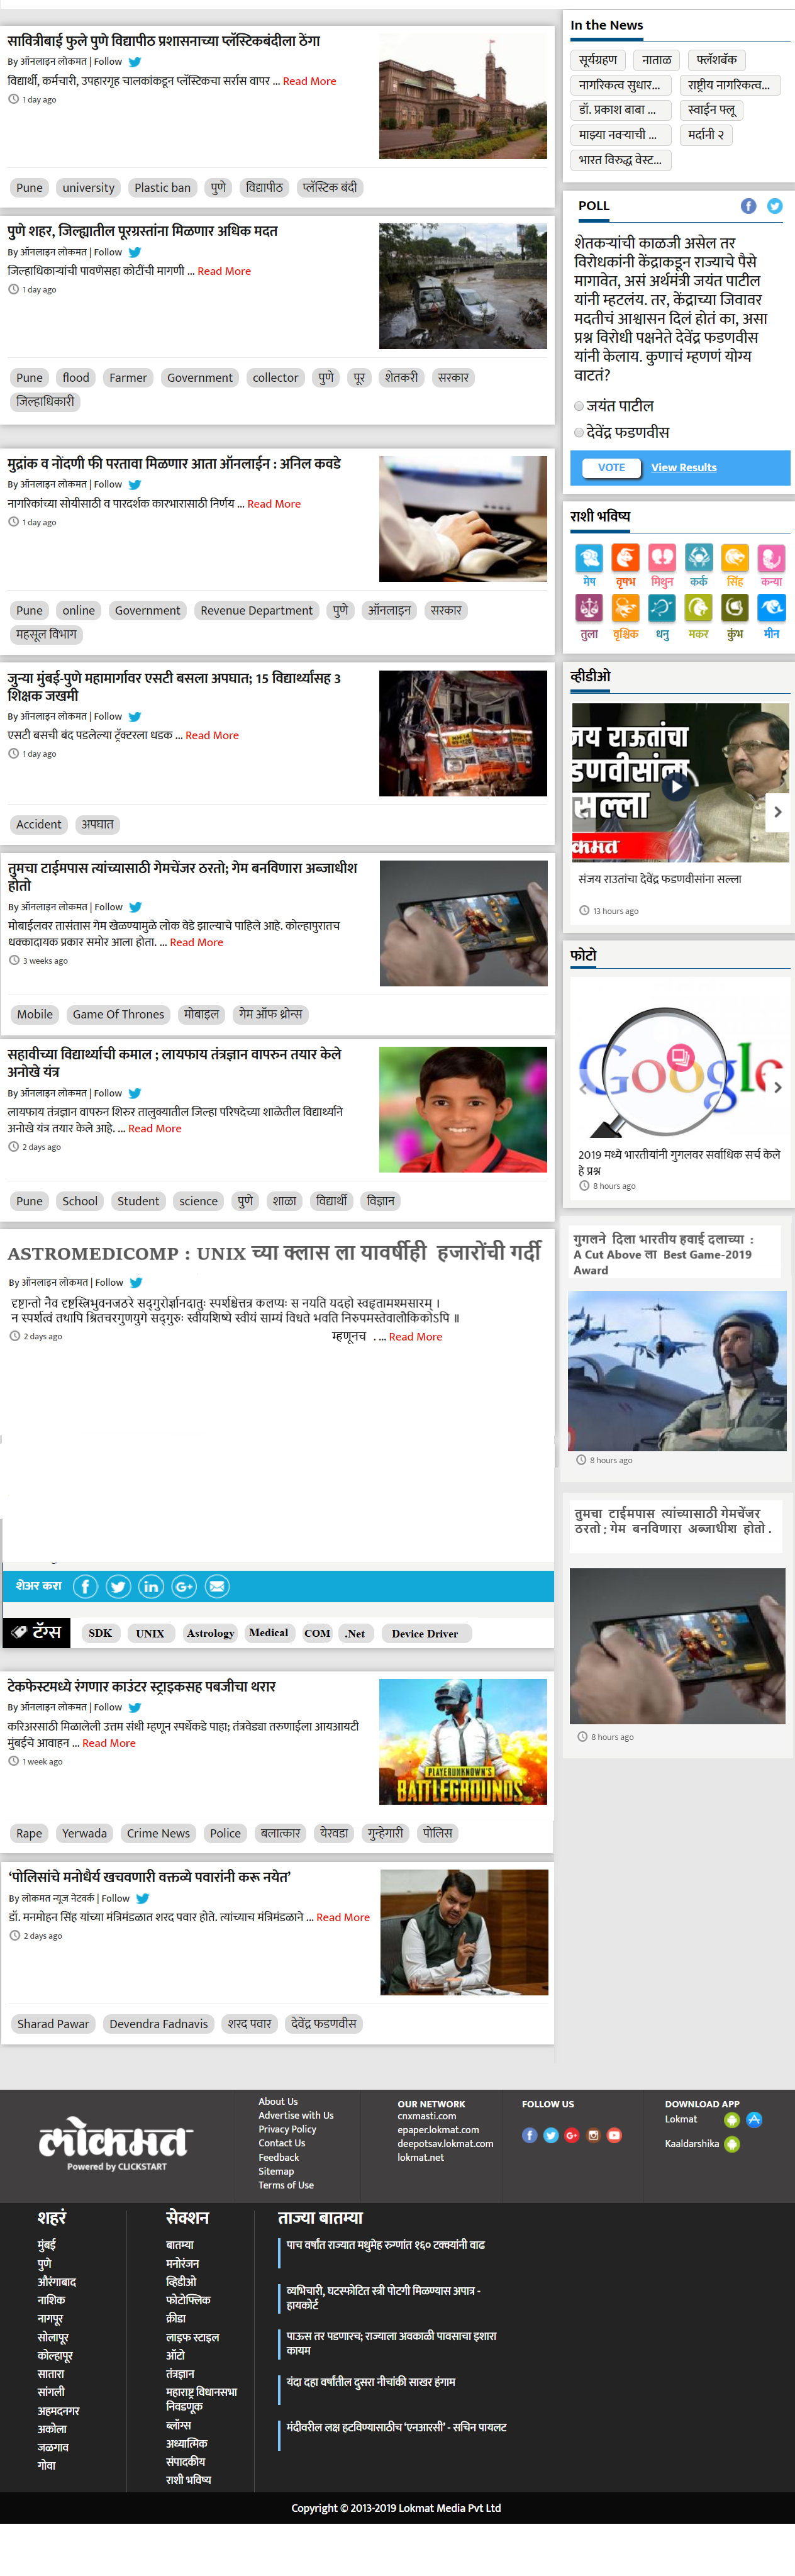 सावित्रीबाई फुले पुणे विद्यापीठ प्रशासनाच्या प्लॅस्टिकबंदीला ठेंगा
By ऑनलाइन लोकमत | Follow
विद्यार्थी, कर्मचारी, उपहारगृह चालकांकडून प्लॅस्टिकचा सर्रास वापर ... Read More
1 day ago
Pune university Plastic ban पुणे विद्यापीठ प्लॅस्टिक बंदी
पुणे शहर, जिल्ह्यातील पूरग्रस्तांना मिळणार अधिक मदत
By ऑनलाइन लोकमत | Follow
जिल्हाधिकाऱ्यांची पावणेसहा कोटींची मागणी ... Read More
1 day ago
Pune flood Farmer Government collector पुणे पूर शेतकरी सरकार
जिल्हाधिकारी
मुद्रांक व नोंदणी फी परतावा मिळणार आता ऑनलाईन : अनिल कवडे
By ऑनलाइन लोकमत | Follow
नागरिकांच्या सोयीसाठी व पारदर्शक कारभारासाठी निर्णय ... Read More
1 day ago
Pune online Government Revenue Department पुणे ऑनलाइन सरकार
महसूल विभाग
जुन्या मुंबई-पुणे महामार्गावर एसटी बसला अपघात; 15 विद्यार्थ्यांसह 3
शिक्षक जखमी
By ऑनलाइन लोकमत | Follow
एसटी बसची बंद पडलेल्या ट्रॅक्टरला धडक ... Read More
1 day ago
Accident अपघात
तुमचा टाईमपास त्यांच्यासाठी गेमचेंजर ठरतो; गेम बनविणारा अब्जाधीश
होतो
By ऑनलाइन लोकमत | Follow
मोबाईलवर तासंतास गेम खेळण्यामुळे लोक वेडे झाल्याचे पाहिले आहे. कोल्हापुरातच
धक्कादायक प्रकार समोर आला होता. ... Read More
3 weeks ago
Mobile Game Of Thrones मोबाइल गेम ऑफ थ्रोन्स
सहावीच्या विद्यार्थ्याची कमाल ; लायफाय तंत्रज्ञान वापरुन तयार केले
अनोखे यंत्र
By ऑनलाइन लोकमत | Follow
लायफाय तंत्रज्ञान वापरुन शिरुर तालुक्यातील जिल्हा परिषदेच्या शाळेतील विद्यार्थ्याने
अनोखे यंत्र तयार केले आहे. ... Read More
2 days ago
Pune School Student science पुणे शाळा विद्यार्थी विज्ञान
ASTROMEDICOMP : UNIX च्या क्लास ला यावर्षीही हजारोंची गर्दी
By ऑनलाइन लोकमत | Follow
दृष्टान्तो नैव दृष्टस्त्रिभुवनजठरे सद्गुरोर्ज्ञानदातुः स्पर्शश्चेत्तत्र कलप्यः स नयति यदहो स्वहृतामश्मसारम् ।
न स्पर्शत्वं तथापि श्रितचरगुणयुगे सद्गुरुः स्वीयशिष्ये स्वीयं साम्यं विधते भवति निरुपमस्तेवालौकिकोऽपि ॥
2 days ago म्हणूनच . ... Read More
शेअर करा
टॅग्स SDK UNIX Astrology Medical COM .Net Device Driver
टेकफेस्टमध्ये रंगणार काउंटर स्ट्राइकसह पबजीचा थरार
By ऑनलाइन लोकमत | Follow
करिअरसाठी मिळालेली उत्तम संधी म्हणून स्पर्धेकडे पाहा; तंत्रवेड्या तरुणाईला आयआयटी
मुंबईचे आवाहन ... Read More
1 week ago
PLAYERUNKNOWN'S
BATTLEGROUNDS
Rape Yerwada Crime News Police बलात्कार येरवडा गुन्हेगारी पोलिस
‘पोलिसांचे मनोधैर्य खचवणारी वक्तव्ये पवारांनी करू नयेत’
By लोकमत न्यूज नेटवर्क | Follow
डॉ. मनमोहन सिंह यांच्या मंत्रिमंडळात शरद पवार होते. त्यांच्याच मंत्रिमंडळाने ... Read More
2 days ago
Sharad Pawar Devendra Fadnavis शरद पवार देवेंद्र फडणवीस
In the News
सूर्यग्रहण नाताळ फ्लॅशबॅक
नागरिकत्व सुधार... राष्ट्रीय नागरिकत्व...
डॉ. प्रकाश बाबा ... स्वाईन फ्लू
माझ्या नवऱ्याची ... मर्दानी २
भारत विरुद्ध वेस्ट...
POLL
शेतकऱ्यांची काळजी असेल तर
विरोधकांनी केंद्राकडून राज्याचे पैसे
मागावेत, असं अर्थमंत्री जयंत पाटील
यांनी म्हटलंय. तर, केंद्राच्या जिवावर
मदतीचं आश्वासन दिलं होतं का, असा
प्रश्न विरोधी पक्षनेते देवेंद्र फडणवीस
यांनी केलाय. कुणाचं म्हणणं योग्य
वाटतं?
जयंत पाटील
देवेंद्र फडणवीस
VOTE View Results
राशी भविष्य
मेष वृषभ मिथुन कर्क सिंह कन्या
तुला वृश्चिक धनु मकर कुंभ मीन
व्हीडीओ
जय राऊतांचा
डणवीसांना
सल्ला
कमत
संजय राउतांचा देवेंद्र फडणवीसांना सल्ला
13 hours ago
फोटो
Google
2019 मध्ये भारतीयांनी गुगलवर सर्वाधिक सर्च केले
हे प्रश्न
8 hours ago
गुगलने दिला भारतीय हवाई दलाच्या :
A Cut Above ला Best Game-2019
Award
8 hours ago
तुमचा टाईमपास त्यांच्यासाठी गेमचेंजर
ठरतो ; गेम बनविणारा अब्जाधीश होतो .
8 hours ago
लोकमत
Powered by CLICKSTART
About Us
Advertise with Us
Privacy Policy
Contact Us
Feedback
Sitemap
Terms of Use
OUR NETWORK
cnxmasti.com
epaper.lokmat.com
deepotsav.lokmat.com
lokmat.net
FOLLOW US
DOWNLOAD APP
Lokmat
Kaaldarshika
शहरं
मुंबई
पुणे
औरंगाबाद
नाशिक
नागपूर
सोलापूर
कोल्हापूर
सातारा
सांगली
अहमदनगर
अकोला
जळगाव
गोवा
सेक्शन
बातम्या
मनोरंजन
व्हिडीओ
फोटोफ्लिक
क्रीडा
लाइफ स्टाइल
ऑटो
तंत्रज्ञान
महाराष्ट्र विधानसभा
निवडणूक
ब्लॉग्स
अध्यात्मिक
संपादकीय
राशी भविष्य
ताज्या बातम्या
पाच वर्षांत राज्यात मधुमेह रुग्णांत १६० टक्क्यांनी वाढ
व्यभिचारी, घटस्फोटित स्त्री पोटगी मिळण्यास अपात्र -
हायकोर्ट
पाऊस तर पडणारच; राज्याला अवकाळी पावसाचा इशारा
कायम
यंदा दहा वर्षांतील दुसरा नीचांकी साखर हंगाम
मंदीवरील लक्ष हटविण्यासाठीच ‘एनआरसी’ - सचिन पायलट
Copyright © 2013-2019 Lokmat Media Pvt Ltd